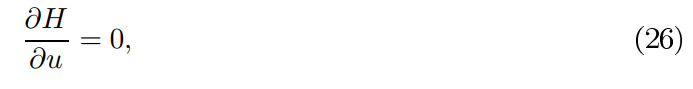 ∂H/∂u = 0, (26)